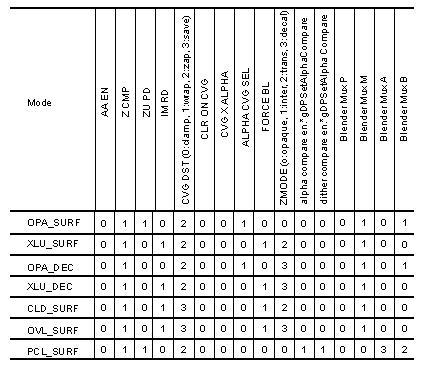 Mode
AA EN
Z CMP
ZU PD
IM RD
CVG DST (0:clamp, 1:wrap, 2:zap, 3:save)
CLR ON CVG
CVG X ALPHA
ALPHA CVG SEL
FORCE BL
ZMODE (o:opaque, 1:inter, 2:trans, 3:decal)
alpha compare en:*gDPSetAlphaCompare
dither compare en:*gDPSetAlpha Compare
Blender Mux P
Blender Mux M
Blender Mux A
Blender Mux B
OPA_SURF 0 1 1 0 2 0 0 1 0 0 0 0 0 1 0 1
XLU_SURF 0 1 0 1 2 0 0 0 1 2 0 0 0 1 0 0
OPA_DEC 0 1 0 0 2 0 0 1 0 3 0 0 0 1 0 1
XLU_DEC 0 1 0 1 2 0 0 0 1 3 0 0 0 1 0 0
CLD_SURF 0 1 0 1 3 0 0 0 1 2 0 0 0 1 0 0
OVL_SURF 0 1 0 1 3 0 0 0 1 3 0 0 0 1 0 0
PCL_SURF 0 1 1 0 2 0 0 0 0 0 1 1 0 0 3 2